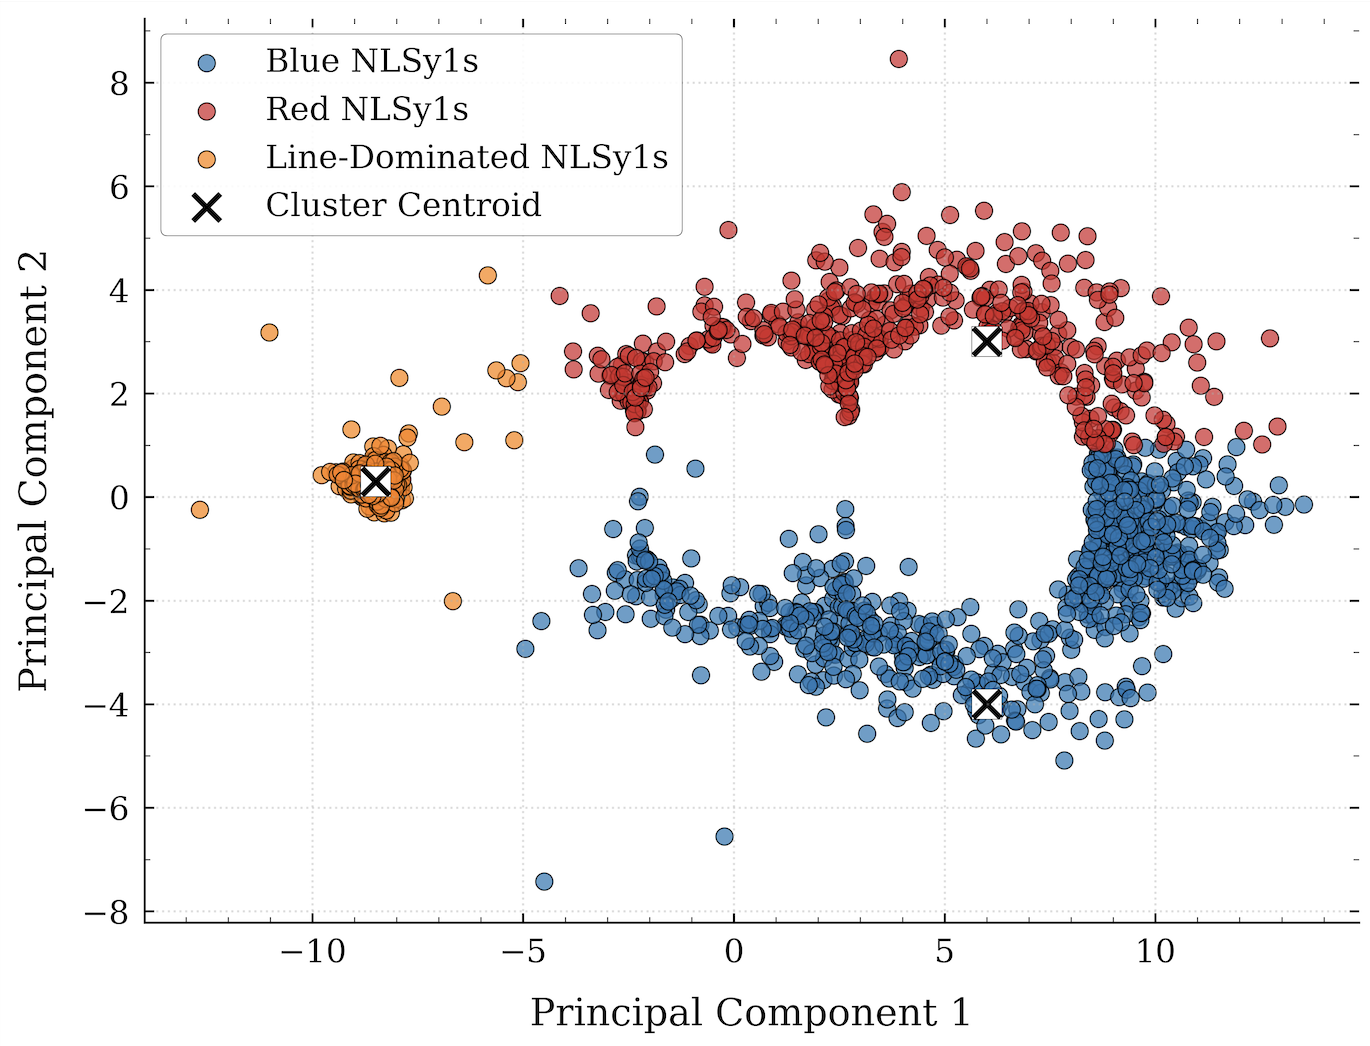 Blue NLSy1s
Red NLSy1s
Line-Dominated NLSy1s
Cluster Centroid
8
6
4
2
0
−2
−4
−6
−8
Principal Component 2
−10 −5 0 5 10
Principal Component 1